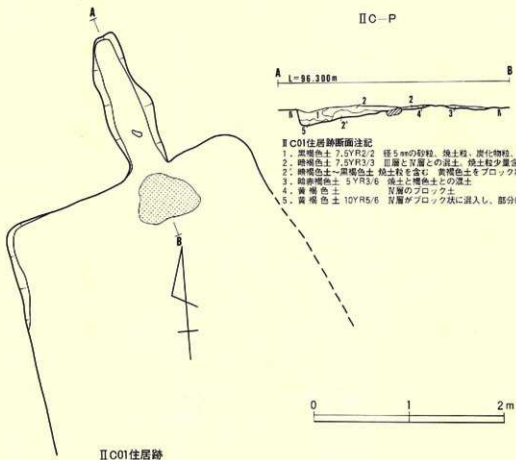 ⅡC-P
A
A
B
L=96.300m
2
2
h
1
4
3
h
5
2'
ⅡC01住居跡断面注記
1. 黒褐色土 7.5YR2/2 径5㎜の砂粒、焼土粒、炭化物粒、
2. 暗褐色土 7.5YR3/3 Ⅲ層とⅣ層との混土、焼土粒少量含
2'. 暗褐色土~黒褐色土 焼土粒を含む 黄褐色土をブロック状
3. 暗赤褐色土 5YR3/6 焼土と褐色土との混土
4. 黄褐色土 Ⅳ層のブロック土
5. 黄褐色土 10YR5/6 Ⅳ層がブロック状に混入し、部分
B
0 1 2m
ⅡC01住居跡